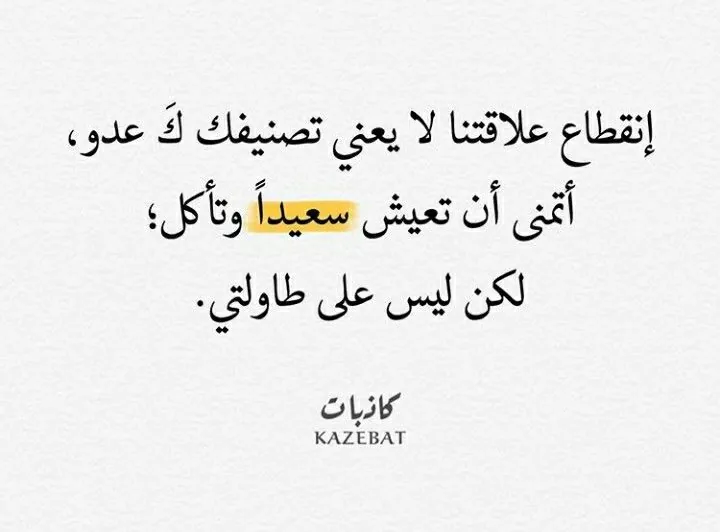 إنقطاع علاقتنا لا يعني تصنيفك كَ عدو،
أتمنى أن تعيش سعيداً وتأكل؛
لكن ليس على طاولتي.
كاذبات
KAZEBAT